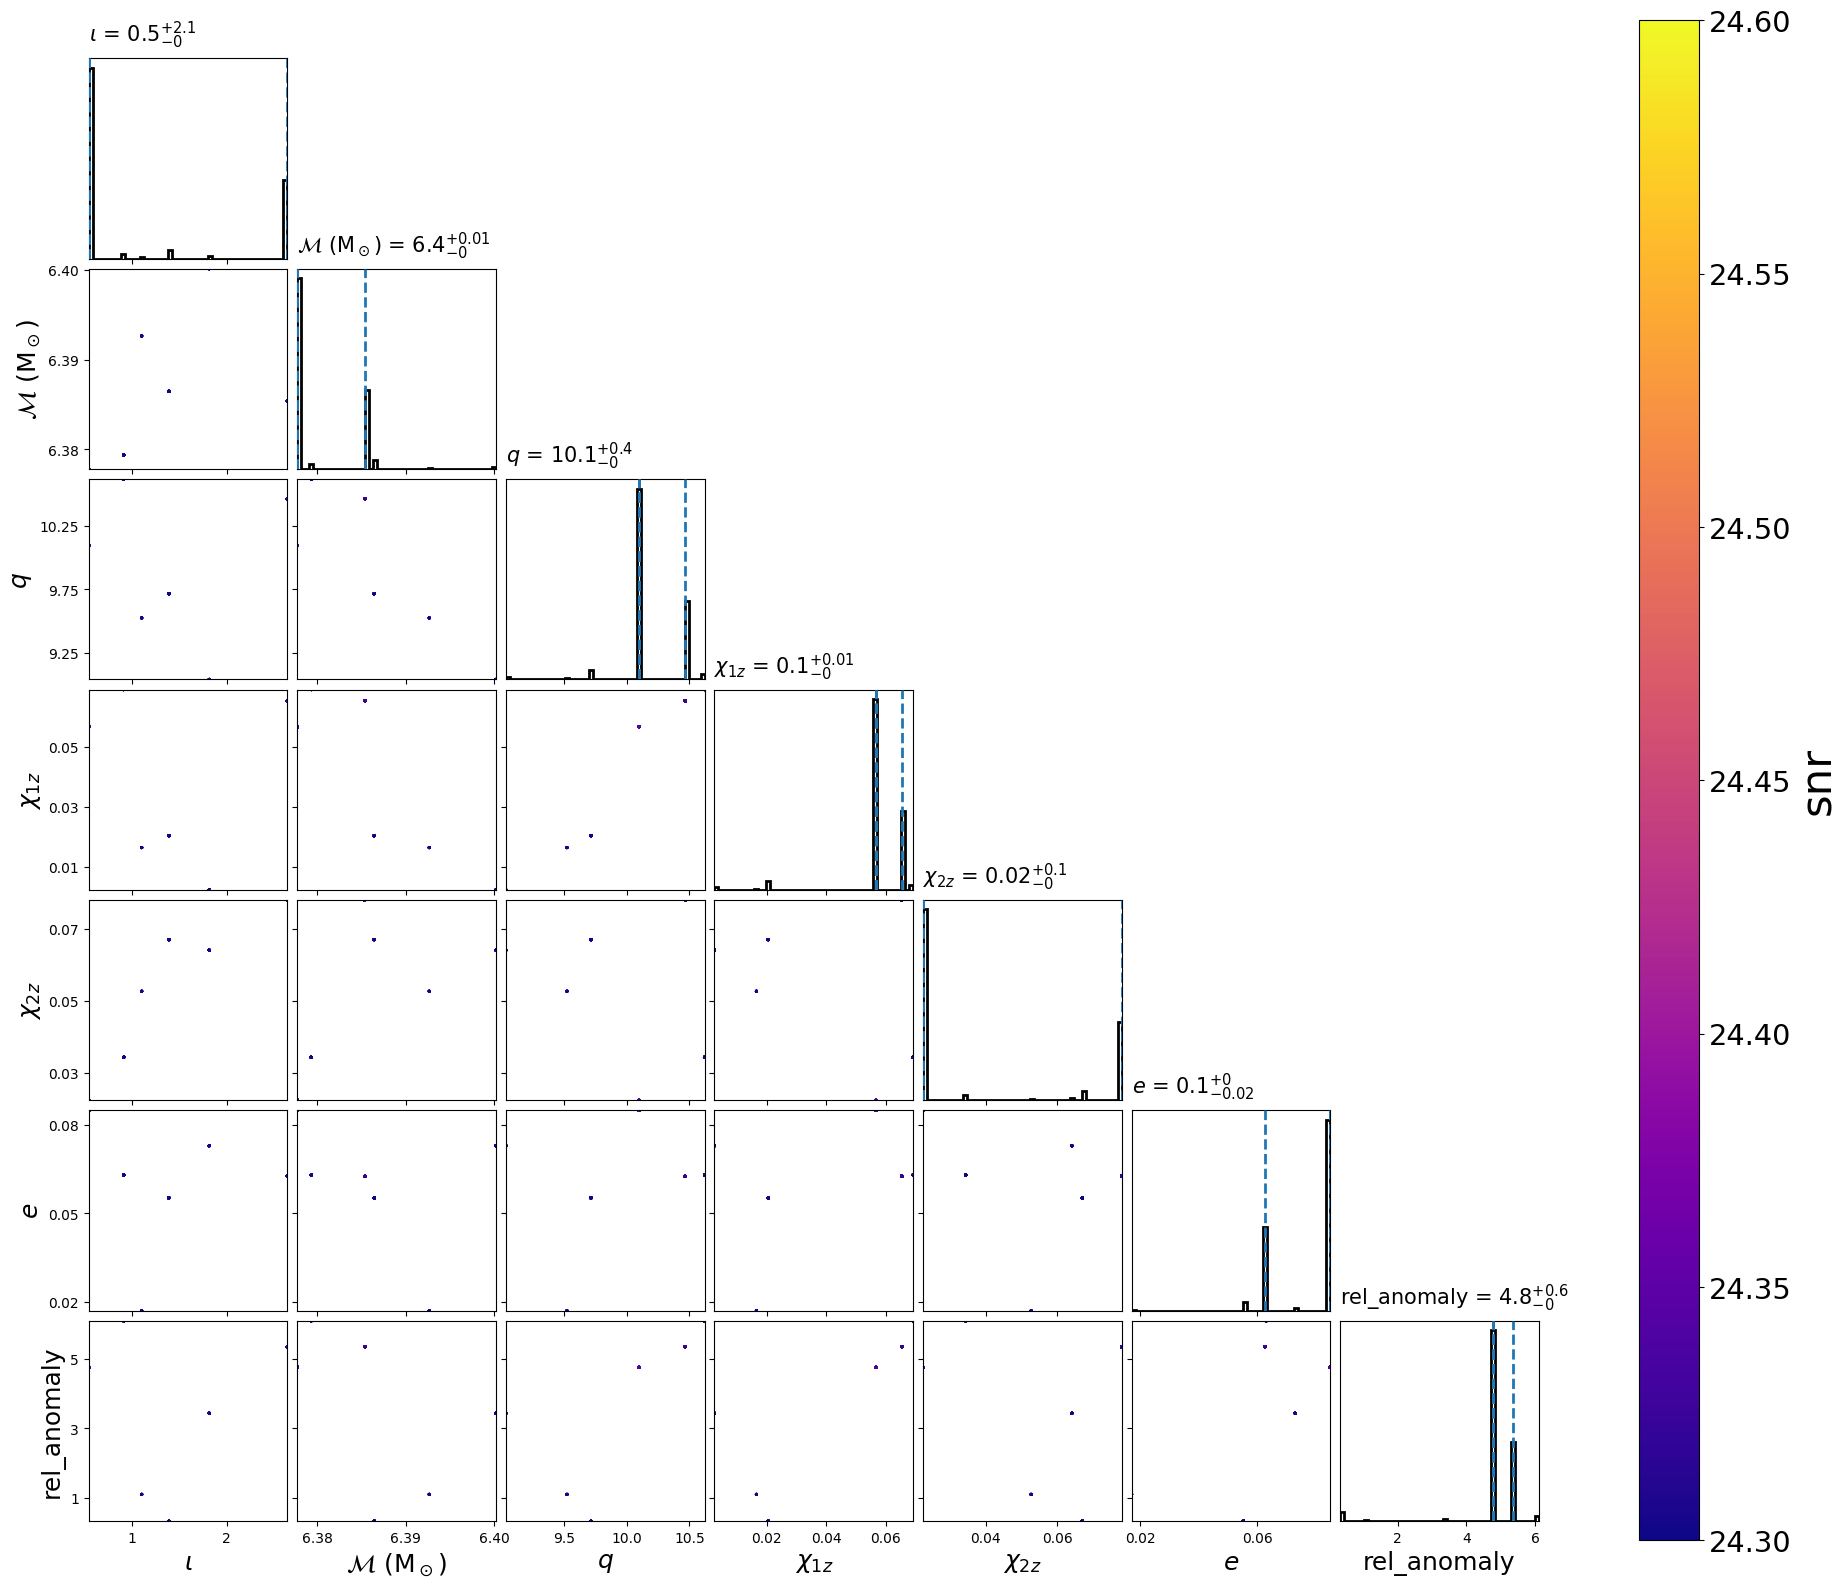 ι = 0.5+2.1−0
24.60
ℳ (M_⊙) = 6.4+0.01−0
6.40
6.39
6.38
ℳ (M_⊙)
24.55
q = 10.1+0.4−0
10.25
9.75
9.25
q
24.50
χ1z = 0.1+0.01−0
0.05
0.03
0.01
χ1z
24.45
snr
χ2z = 0.02+0.1−0
0.07
0.05
0.03
χ2z
24.40
e = 0.1+0−0.02
0.08
0.05
0.02
e
24.35
rel_anomaly = 4.8+0.6−0
5
3
1
rel_anomaly
24.30
1 2 6.38 6.39 6.40 9.5 10.0 10.5 0.02 0.04 0.06 0.04 0.06 0.02 0.06 2 4 6
ι ℳ (M_⊙) q χ1z χ2z e rel_anomaly